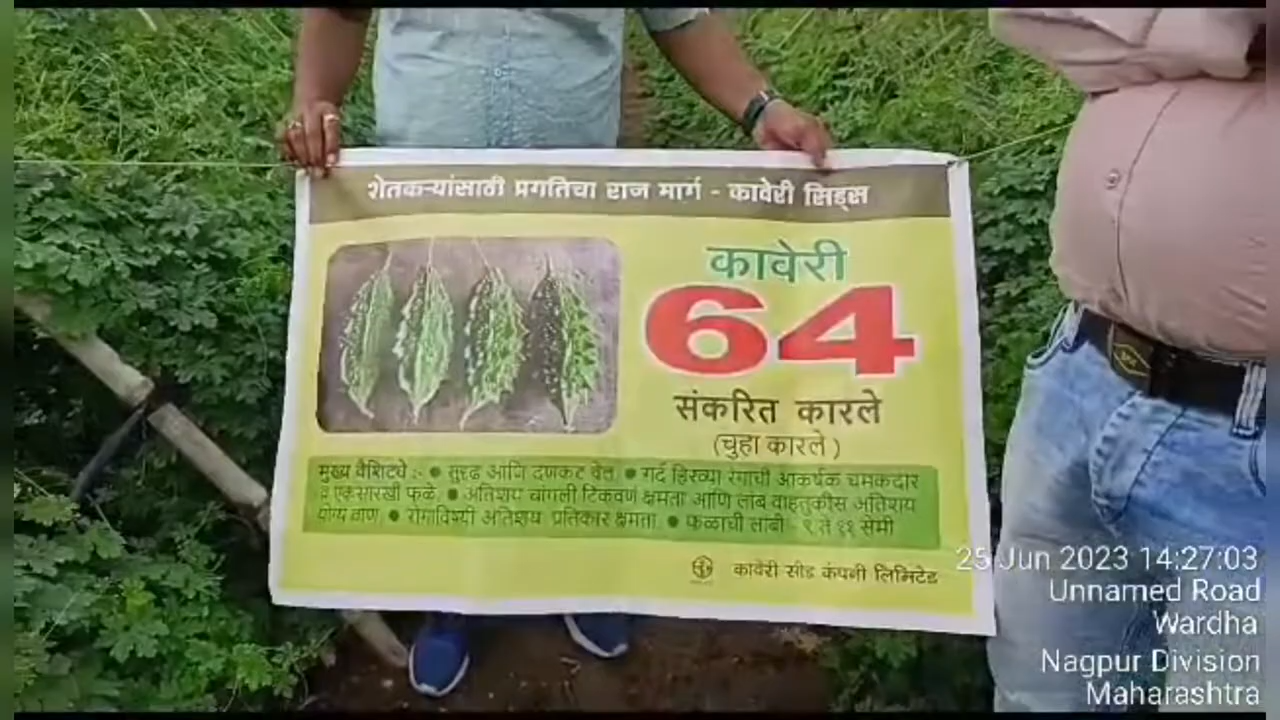 शेतकऱ्यांसाठी प्रगतिचा राज मार्ग - कावेरी सिड्स
कावेरी
64
संकरित कारले
(चुहा कारले)
मुख्य वैशिष्टये :- ● सुदृढ आणि दणकट वेल ● गर्द हिरव्या रंगाची आकर्षक चमकदार
व एकसारखी फळे. ● अतिशय चांगली टिकवण क्षमता आणि लांब वाहतुकीस अतिशय
योग्य वाण. ● रोगाविषयी अतिशय प्रतिकार क्षमता. ● फळाची लांबी - ९ ते ११ सेमी
कावेरी सीड कंपनी लिमिटेड
25 Jun 2023 14:27:03
Unnamed Road
Wardha
Nagpur Division
Maharashtra